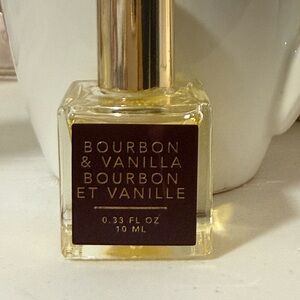 BOURBON
& VANILLA
BOURBON
ET VANILLE
0.33 FL OZ
10 ML